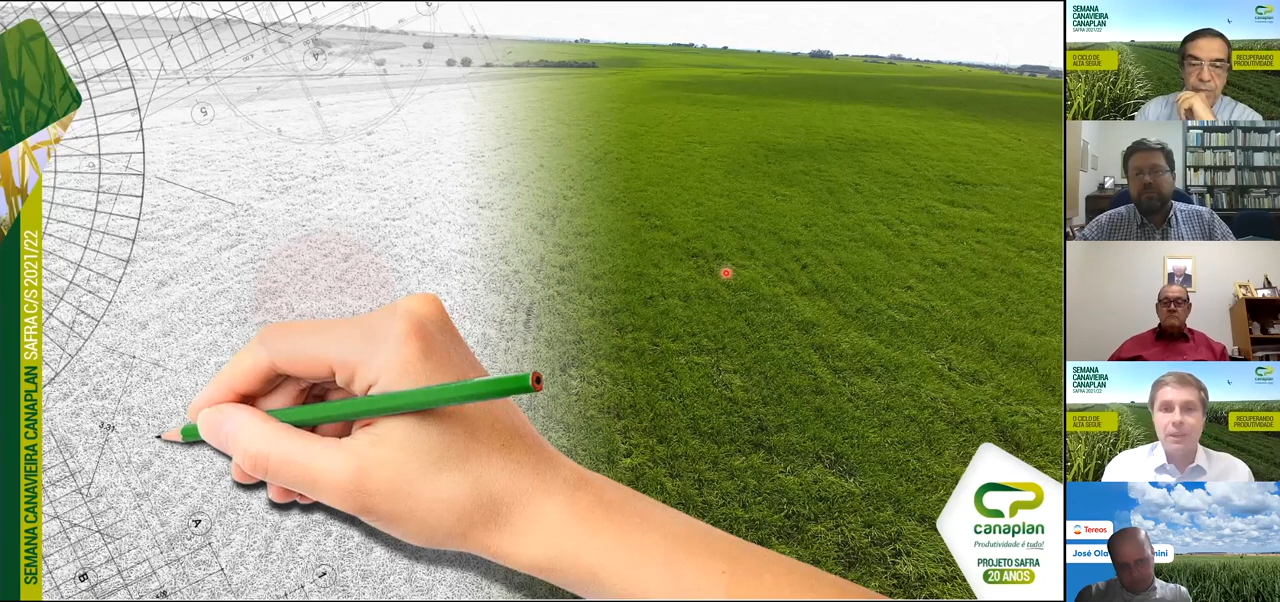 SEMANA CANAVIEIRA CANAPLAN SAFRA C/S 2021/22
canaplan
Produtividade é tudo!
PROJETO SAFRA
20 ANOS
SEMANA
CANAVIEIRA
CANAPLAN
SAFRA 2021/22
canaplan
O CICLO DE
ALTA SEGUE
RECUPERANDO
PRODUTIVIDADE
SEMANA
CANAVIEIRA
CANAPLAN
SAFRA 2021/22
canaplan
O CICLO DE
ALTA SEGUE
RECUPERANDO
PRODUTIVIDADE
Tereos
José